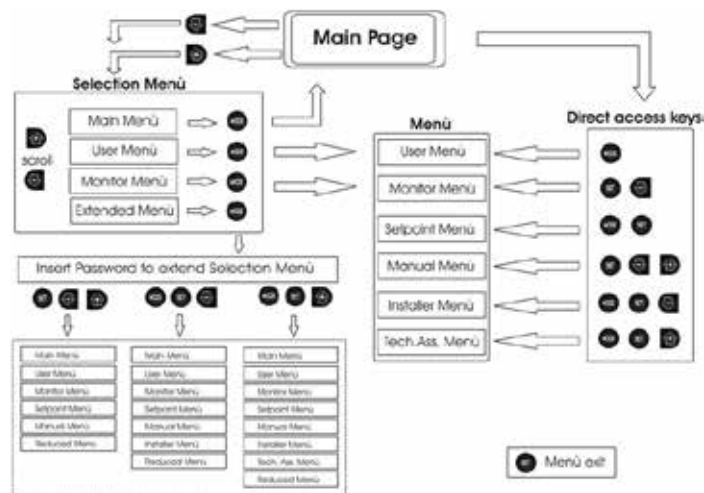 Main Page
Selection Menù
Main Menù
MODE
User Menù
MODE
scroll
Monitor Menù
MODE
Extended Menù
MODE
Insert Password to extend Selection Menù
SET
MODE SET
MODE SET
Main Menù
User Menù
Monitor Menù
Setpoint Menù
Manual Menù
Reduced Menù
Main Menù
User Menù
Monitor Menù
Setpoint Menù
Manual Menù
Installer Menù
Reduced Menù
Main Menù
User Menù
Monitor Menù
Setpoint Menù
Manual Menù
Installer Menù
Tech. Ass. Menù
Reduced Menù
Menù
User Menù
Monitor Menù
Setpoint Menù
Manual Menù
Installer Menù
Tech.Ass. Menù
Direct access keys
MODE
SET
MODE SET
SET
MODE SET
MODE SET
SET Menù exit